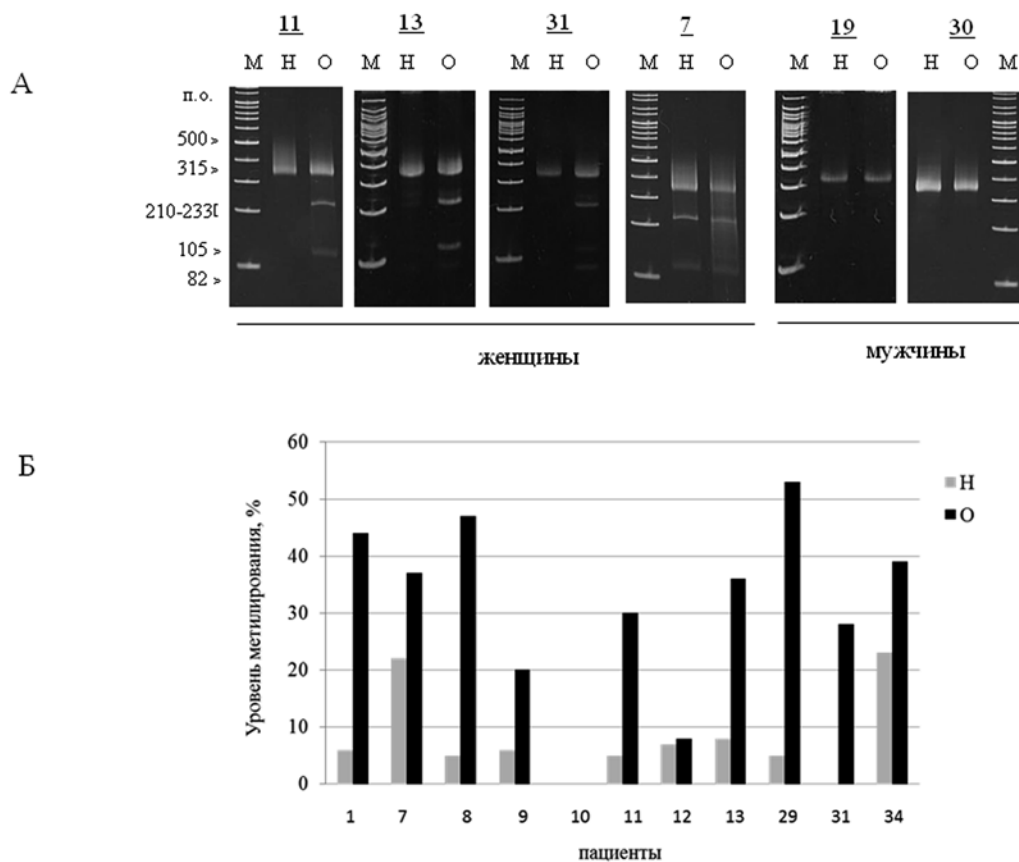 11 13 31 7 19 30
М Н О М Н О М Н О М Н О М Н О Н О М
А
п.о.
500
315
210-233
105
82
женщины
мужчины
Б
Уровень метилирования, %
60
50
40
30
20
10
0
Н
О
1 7 8 9 10 11 12 13 29 31 34
пациенты